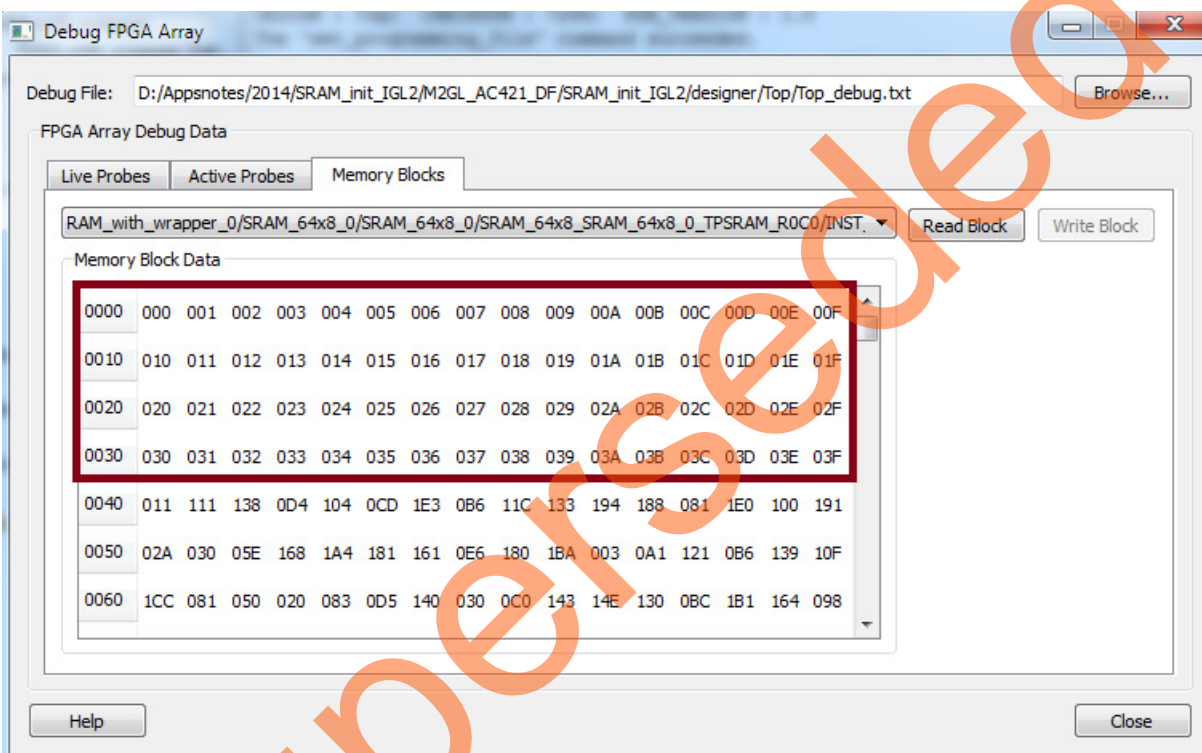 Debug FPGA Array
Debug File: D:/Appsnotes/2014/SRAM_init_IGL2/M2GL_AC421_DF/SRAM_init_IGL2/designer/Top/Top_debug.txt Browse...
FPGA Array Debug Data
Live Probes Active Probes Memory Blocks
RAM_with_wrapper_0/SRAM_64x8_0/SRAM_64x8_0/SRAM_64x8_SRAM_64x8_0_TPSRAM_R0C0/INST_ Read Block Write Block
Memory Block Data
0000 000 001 002 003 004 005 006 007 008 009 00A 00B 00C 00D 00E 00F
0010 010 011 012 013 014 015 016 017 018 019 01A 01B 01C 01D 01E 01F
0020 020 021 022 023 024 025 026 027 028 029 02A 02B 02C 02D 02E 02F
0030 030 031 032 033 034 035 036 037 038 039 03A 03B 03C 03D 03E 03F
0040 011 111 138 0D4 104 0CD 1E3 0B6 11C 133 194 188 081 1E0 100 191
0050 02A 030 05E 168 1A4 181 161 0E6 180 1BA 003 0A1 121 0B6 139 10F
0060 1CC 081 050 020 083 0D5 140 030 0C0 143 14E 130 0BC 1B1 164 098
Help Close
perseded